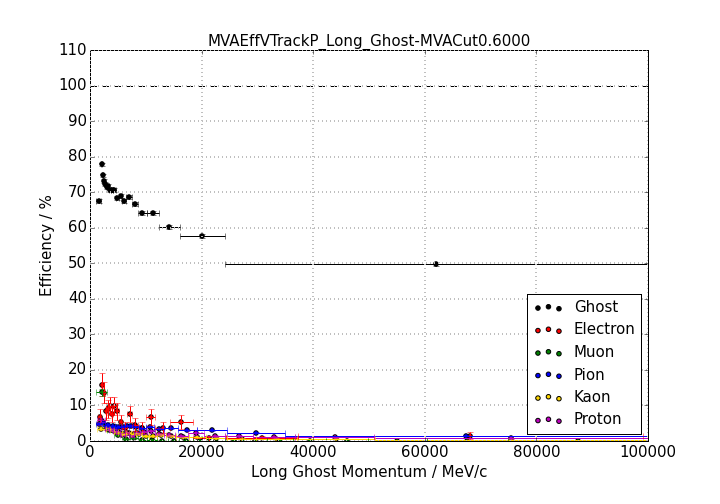 MVAEffVTrackP_Long_Ghost-MVACut0.6000
Efficiency / %
110
100
90
80
70
60
50
40
30
20
10
0
Ghost
Electron
Muon
Pion
Kaon
Proton
0 20000 40000 60000 80000 100000
Long Ghost Momentum / MeV/c